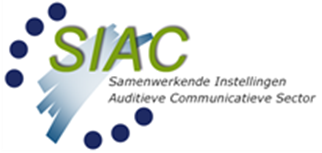 SIAC
Samenwerkende Instellingen
Auditieve Communicatieve Sector